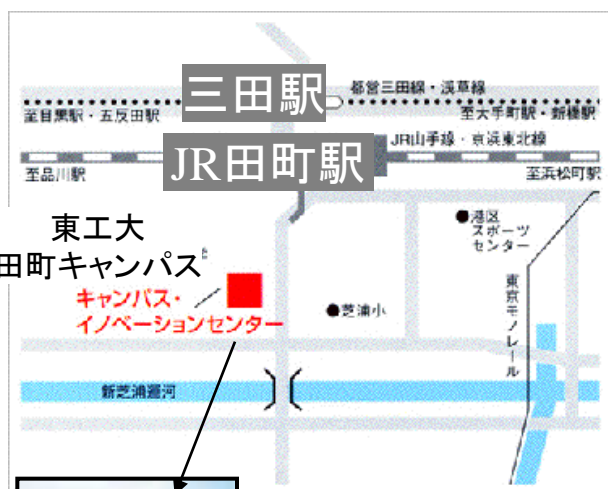 三田駅
都営三田線・浅草線
至目黒駅・五反田駅
至大手町駅・新橋駅
JR田町駅
JR山手線・京浜東北線
至品川駅
至浜松町駅
東工大
田町キャンパス
●港区
スポーツ
センター
キャンパス・
イノベーションセンター
●芝浦小
東京モノレール
新芝浦運河